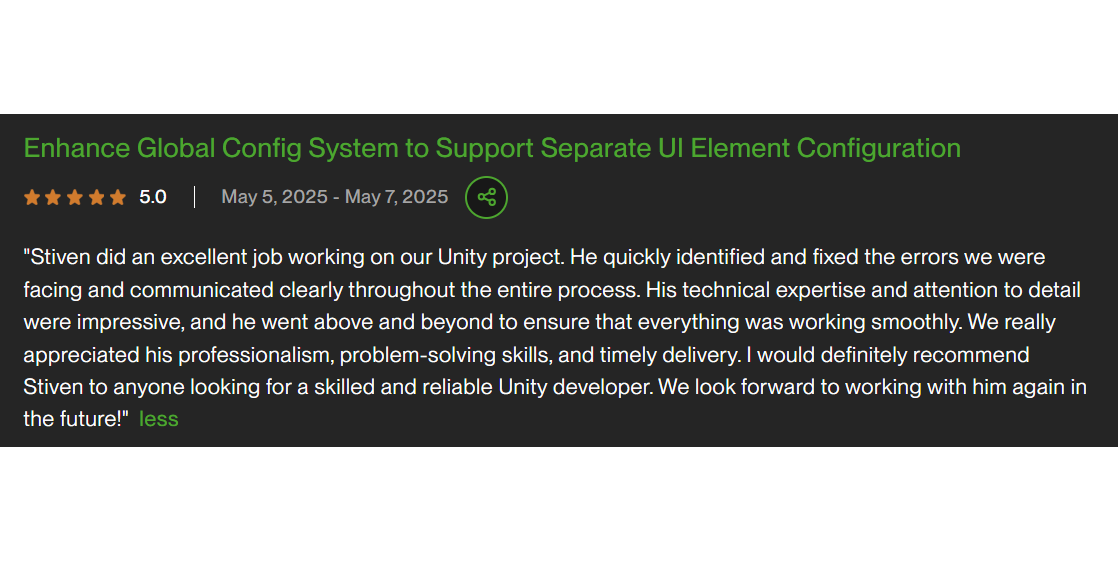 Enhance Global Config System to Support Separate UI Element Configuration
5.0 May 5, 2025 - May 7, 2025
"Stiven did an excellent job working on our Unity project. He quickly identified and fixed the errors we were
facing and communicated clearly throughout the entire process. His technical expertise and attention to detail
were impressive, and he went above and beyond to ensure that everything was working smoothly. We really
appreciated his professionalism, problem-solving skills, and timely delivery. I would definitely recommend
Stiven to anyone looking for a skilled and reliable Unity developer. We look forward to working with him again in
the future!" less